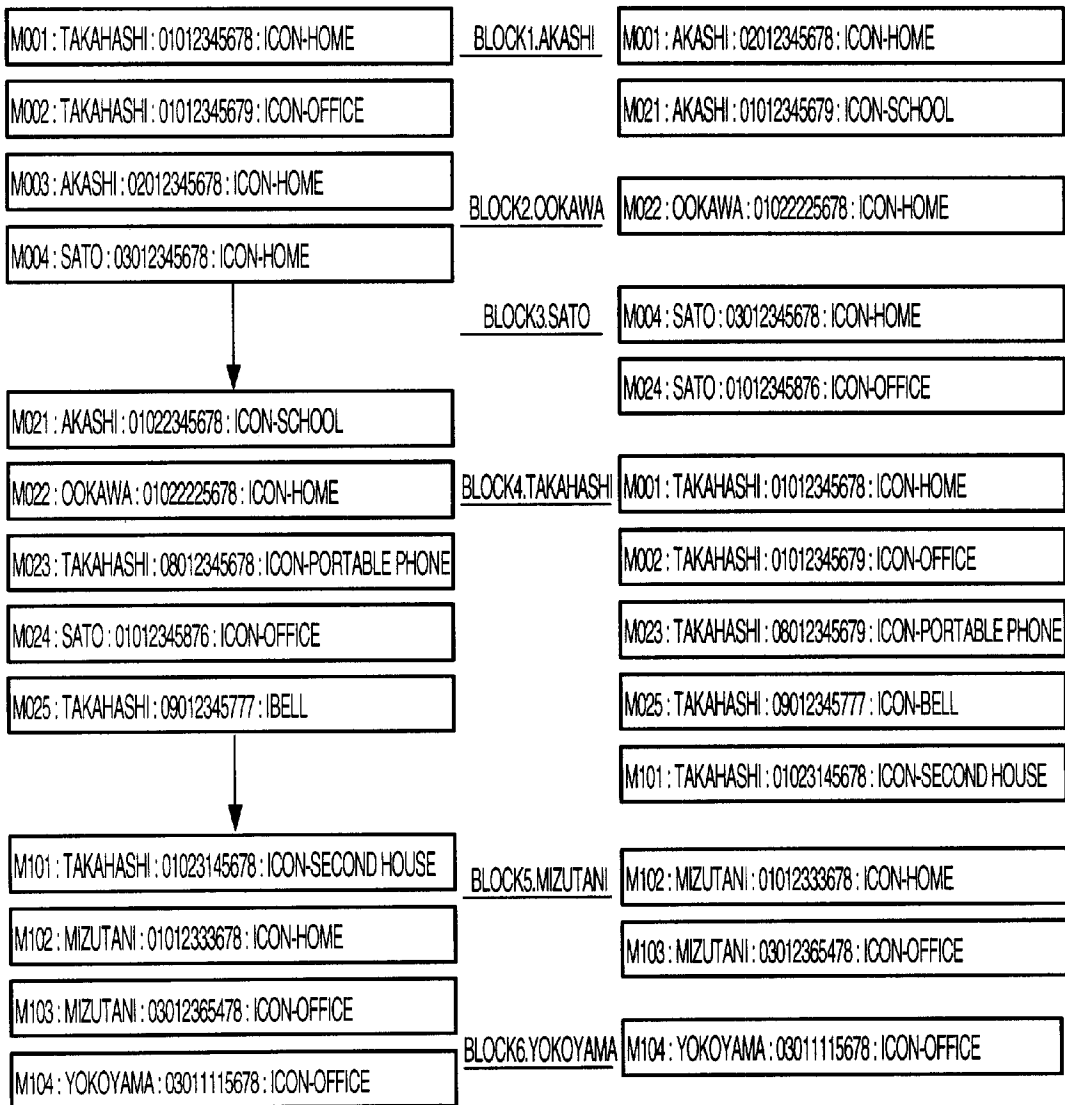 M001 : TAKAHASHI : 01012345678 : ICON-HOME
M002 : TAKAHASHI : 01012345679 : ICON-OFFICE
M003 : AKASHI : 02012345678 : ICON-HOME
M004 : SATO : 03012345678 : ICON-HOME
M021 : AKASHI : 01022345678 : ICON-SCHOOL
M022 : OOKAWA : 01022225678 : ICON-HOME
M023 : TAKAHASHI : 08012345678 : ICON-PORTABLE PHONE
M024 : SATO : 01012345876 : ICON-OFFICE
M025 : TAKAHASHI : 09012345777 : IBELL
M101 : TAKAHASHI : 01023145678 : ICON-SECOND HOUSE
M102 : MIZUTANI : 01012333678 : ICON-HOME
M103 : MIZUTANI : 03012365478 : ICON-OFFICE
M104 : YOKOYAMA : 03011115678 : ICON-OFFICE
BLOCK1.AKASHI
M001 : AKASHI : 02012345678 : ICON-HOME
M021 : AKASHI : 01012345679 : ICON-SCHOOL
BLOCK2.OOKAWA
M022 : OOKAWA : 01022225678 : ICON-HOME
BLOCK3.SATO
M004 : SATO : 03012345678 : ICON-HOME
M024 : SATO : 01012345876 : ICON-OFFICE
BLOCK4.TAKAHASHI
M001 : TAKAHASHI : 01012345678 : ICON-HOME
M002 : TAKAHASHI : 01012345679 : ICON-OFFICE
M023 : TAKAHASHI : 08012345679 : ICON-PORTABLE PHONE
M025 : TAKAHASHI : 09012345777 : ICON-BELL
M101 : TAKAHASHI : 01023145678 : ICON-SECOND HOUSE
BLOCK5.MIZUTANI
M102 : MIZUTANI : 01012333678 : ICON-HOME
M103 : MIZUTANI : 03012365478 : ICON-OFFICE
BLOCK6.YOKOYAMA
M104 : YOKOYAMA : 03011115678 : ICON-OFFICE